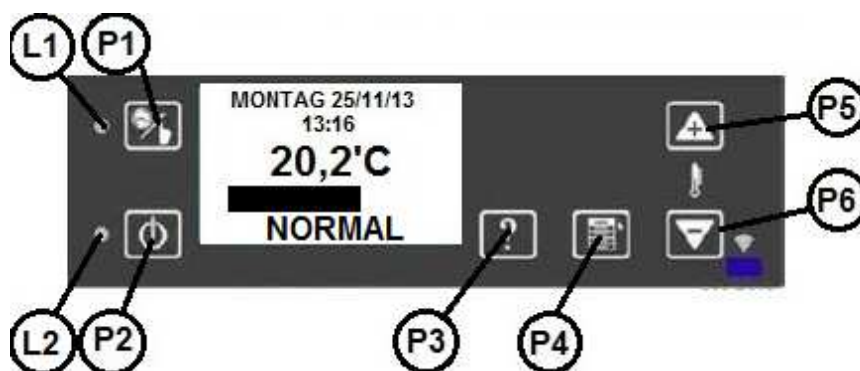 L1 P1
MONTAG 25/11/13
13:16
20,2'C
NORMAL
P5
P6
L2 P2
P3
P4